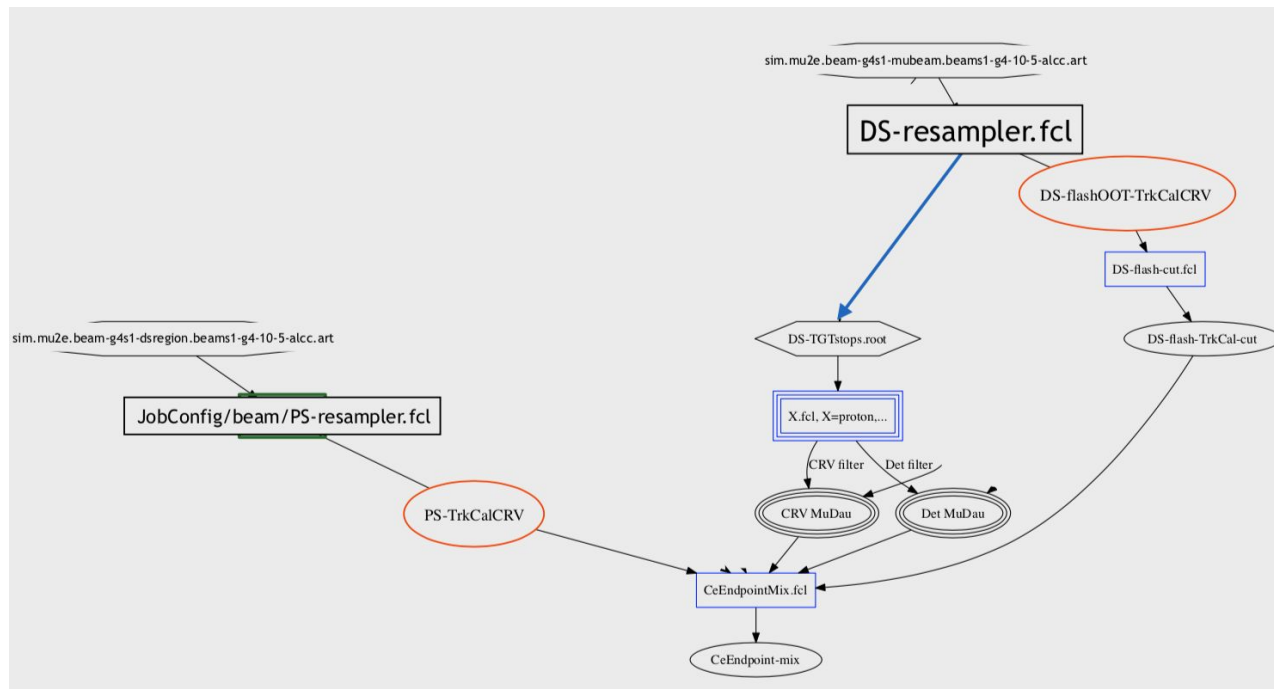 sim.mu2e.beam-g4s1-mubeam.beams1-g4-10-5-alcc.art
DS-resampler.fcl
DS-flashOOT-TrkCalCRV
DS-flash-cut.fcl
sim.mu2e.beam-g4s1-dsregion.beams1-g4-10-5-alcc.art
DS-TGTstops.root
DS-flash-TrkCal-cut
JobConfig/beam/PS-resampler.fcl
X.fcl, X=proton,...
CRV filter
Det filter
PS-TrkCalCRV
CRV MuDau
Det MuDau
CeEndpointMix.fcl
CeEndpoint-mix